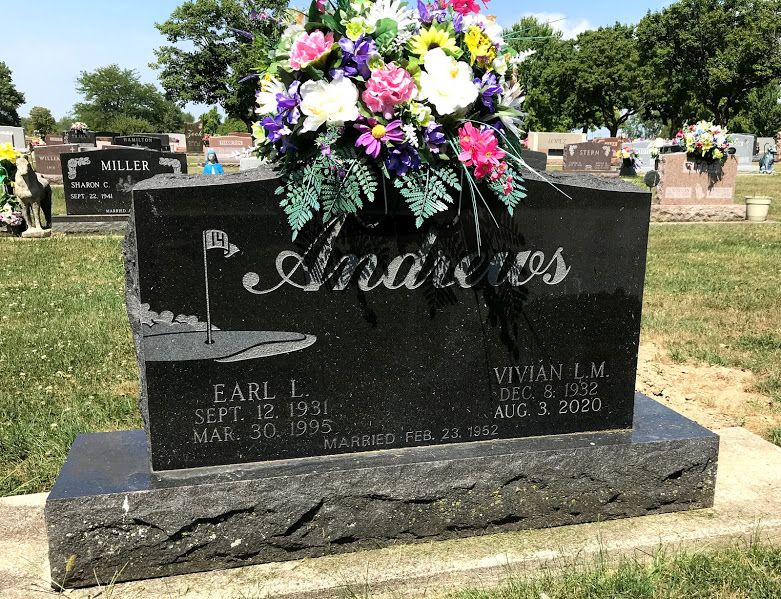 HAMILTON
MILLER
SHARON C.
SEPT. 22, 1941
MARRIED
STERN
14
Andrews
EARL L.
SEPT. 12, 1931
MAR. 30, 1995
VIVIAN L.M.
DEC. 8, 1932
AUG. 3, 2020
MARRIED FEB. 23, 1952